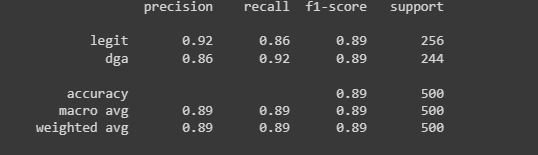 precision recall f1-score support
legit 0.92 0.86 0.89 256
dga 0.86 0.92 0.89 244
accuracy 0.89 500
macro avg 0.89 0.89 0.89 500
weighted avg 0.89 0.89 0.89 500